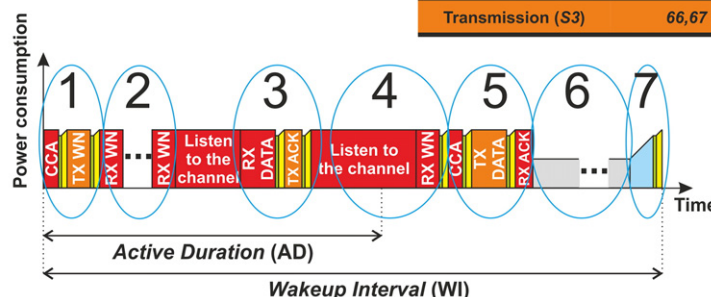 Transmission (S3) 66,67
Power consumption
1 2 3 4 5 6 7
CCA
TX WN
RX WN
...
RX WN
Listen
to the
channel
RX
DATA
TX ACK
Listen to
the channel
RX WN
CCA
TX
DATA
RX ACK
...
Time
Active Duration (AD)
Wakeup Interval (WI)